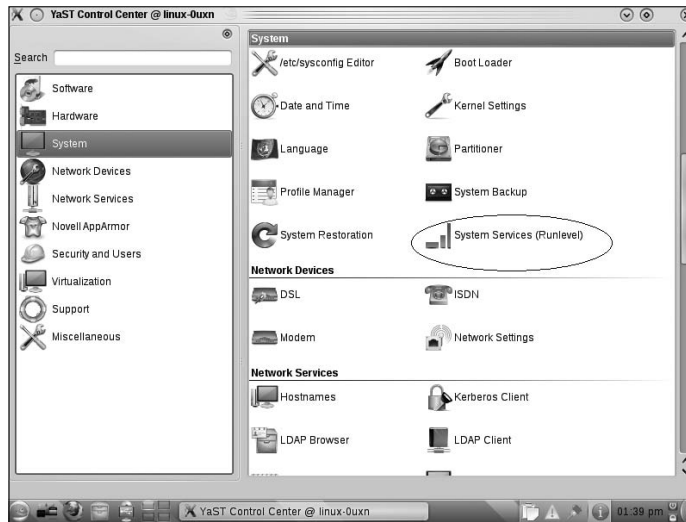 YaST Control Center @ linux-0uxn
Search
Software
Hardware
System
Network Devices
Network Services
Novell AppArmor
Security and Users
Virtualization
Support
Miscellaneous
System
/etc/sysconfig Editor
Boot Loader
Date and Time
Kernel Settings
Language
Partitioner
Profile Manager
System Backup
System Restoration
System Services (Runlevel)
Network Devices
DSL
ISDN
Modem
Network Settings
Network Services
Hostnames
Kerberos Client
LDAP Browser
LDAP Client
YaST Control Center @ linux-0uxn
01:39 pm